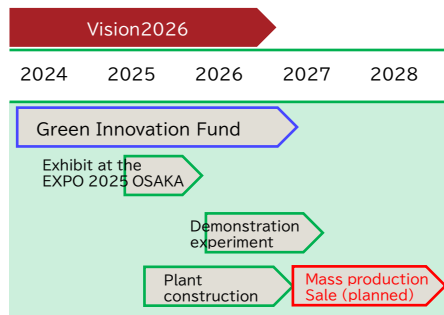 Vision2026
2024 2025 2026 2027 2028
Green Innovation Fund
Exhibit at the
EXPO 2025 OSAKA
Demonstration
experiment
Plant
construction
Mass production
Sale (planned)